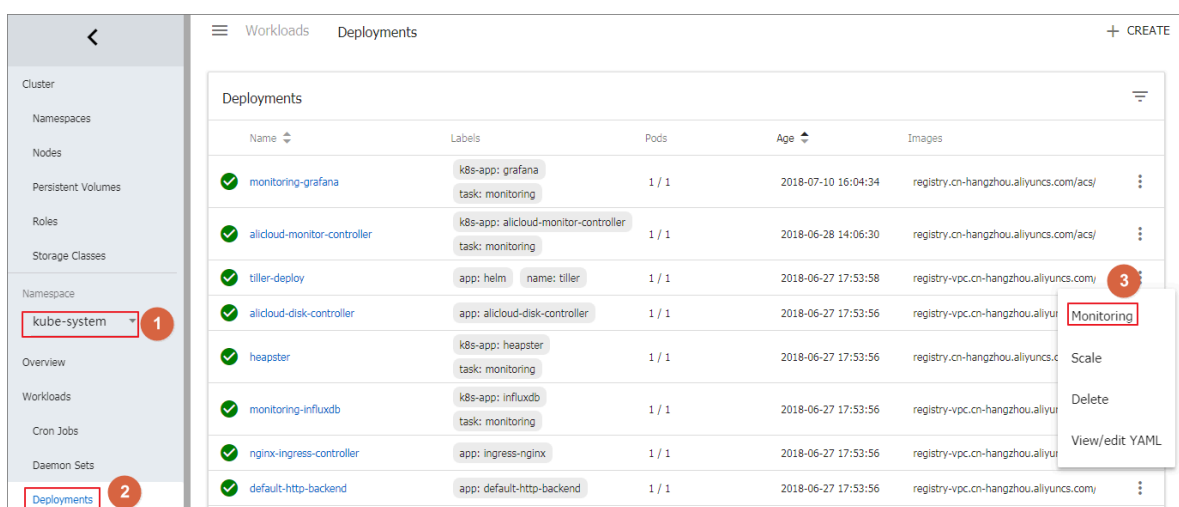 Workloads Deployments + CREATE
Cluster
Namespaces
Nodes
Persistent Volumes
Roles
Storage Classes
Namespace
kube-system 1
Overview
Workloads
Cron Jobs
Daemon Sets
Deployments 2
Deployments
Name Labels Pods Age Images
monitoring-grafana k8s-app: grafana task: monitoring 1 / 1 2018-07-10 16:04:34 registry.cn-hangzhou.aliyuncs.com/acs/
alicloud-monitor-controller k8s-app: alicloud-monitor-controller task: monitoring 1 / 1 2018-06-28 14:06:30 registry.cn-hangzhou.aliyuncs.com/acs/
tiller-deploy app: helm name: tiller 1 / 1 2018-06-27 17:53:58 registry-vpc.cn-hangzhou.aliyuncs.com/
alicloud-disk-controller app: alicloud-disk-controller 1 / 1 2018-06-27 17:53:56 registry-vpc.cn-hangzhou.aliyur
heapster k8s-app: heapster task: monitoring 1 / 1 2018-06-27 17:53:56 registry-vpc.cn-hangzhou.aliyuncs.c
monitoring-influxdb k8s-app: influxdb task: monitoring 1 / 1 2018-06-27 17:53:56 registry-vpc.cn-hangzhou.aliyur
nginx-ingress-controller app: ingress-nginx 1 / 1 2018-06-27 17:53:56 registry-vpc.cn-hangzhou.aliyur
default-http-backend app: default-http-backend 1 / 1 2018-06-27 17:53:56 registry-vpc.cn-hangzhou.aliyuncs.com/
3
Monitoring
Scale
Delete
View/edit YAML